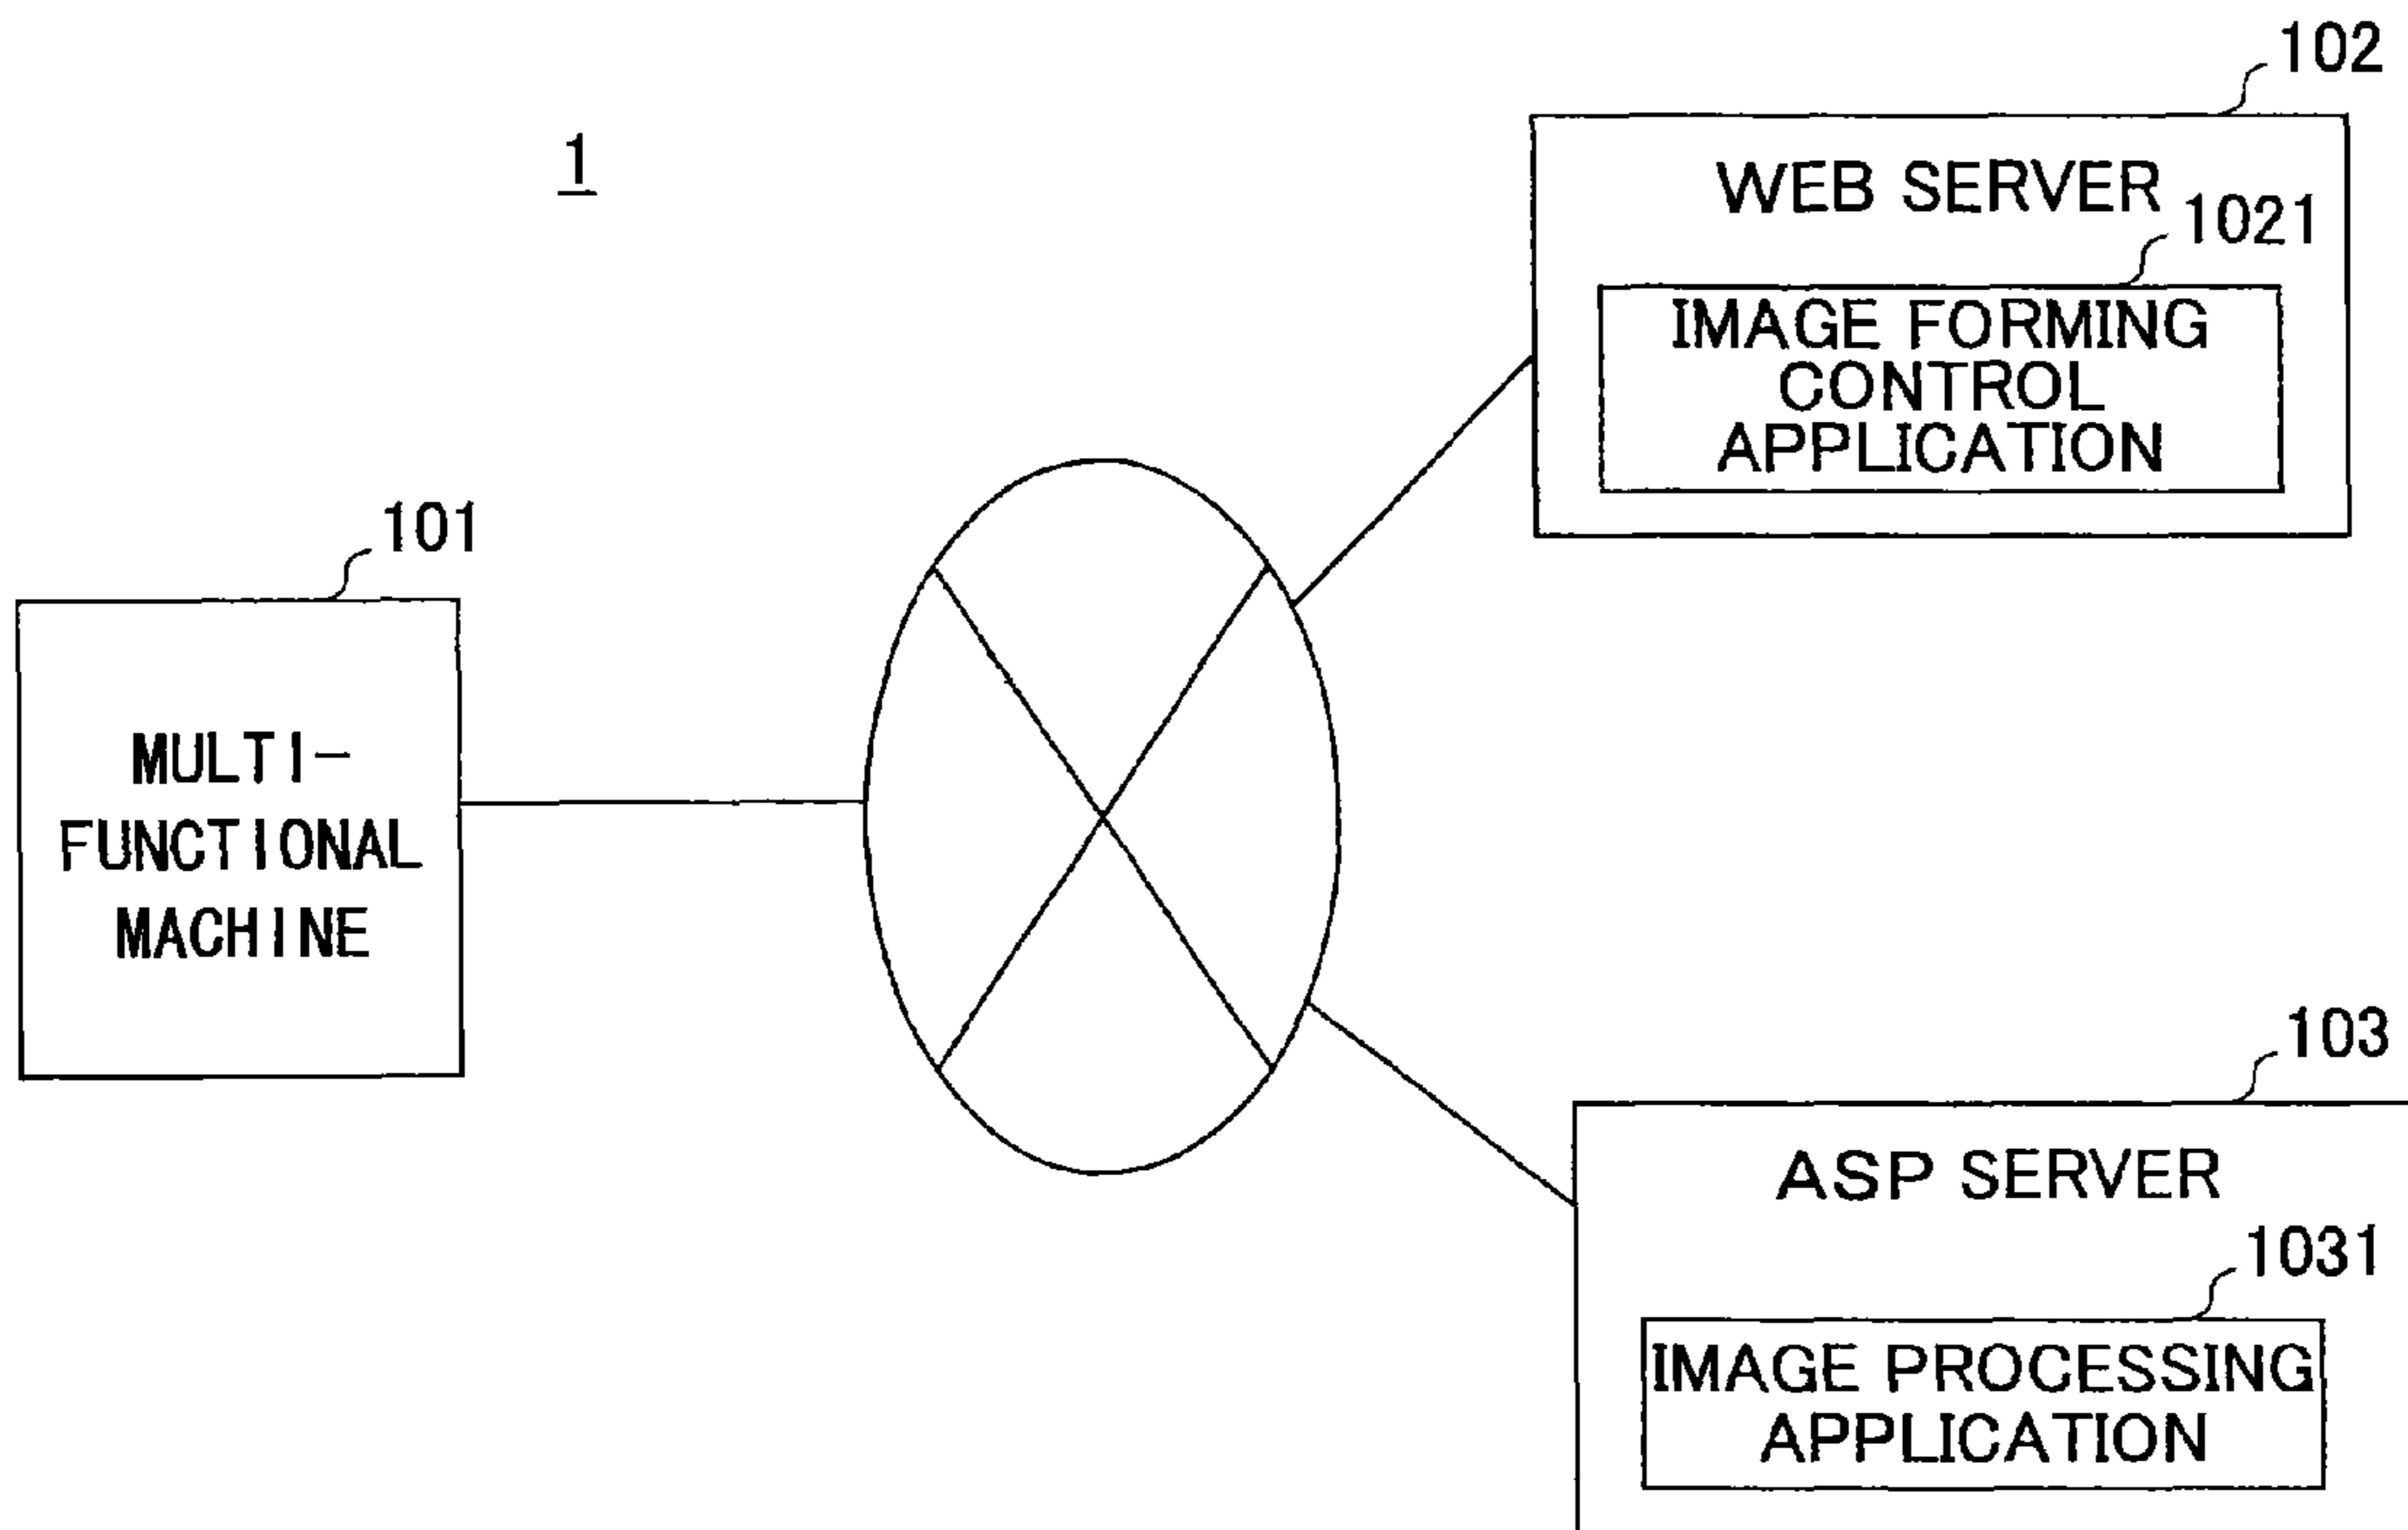 102
1
WEB SERVER
1021
IMAGE FORMING
CONTROL
APPLICATION
101
MULTI-
FUNCTIONAL
MACHINE
103
ASP SERVER
1031
IMAGE PROCESSING
APPLICATION